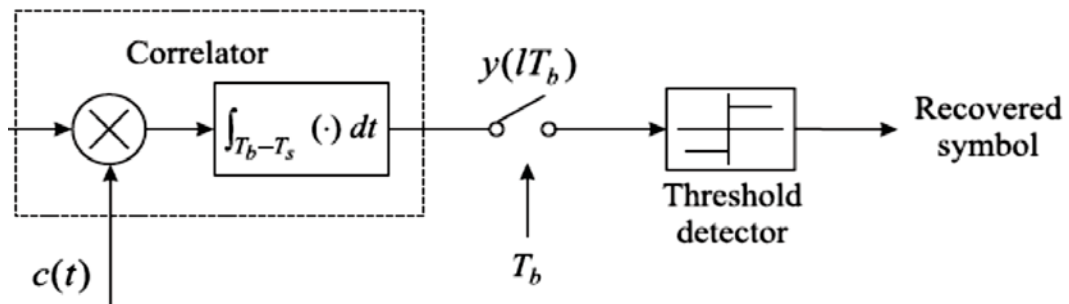 Correlator
∫_{T_b−T_s} (·) dt
c(t)
y(lT_b)
T_b
Threshold
detector
Recovered
symbol